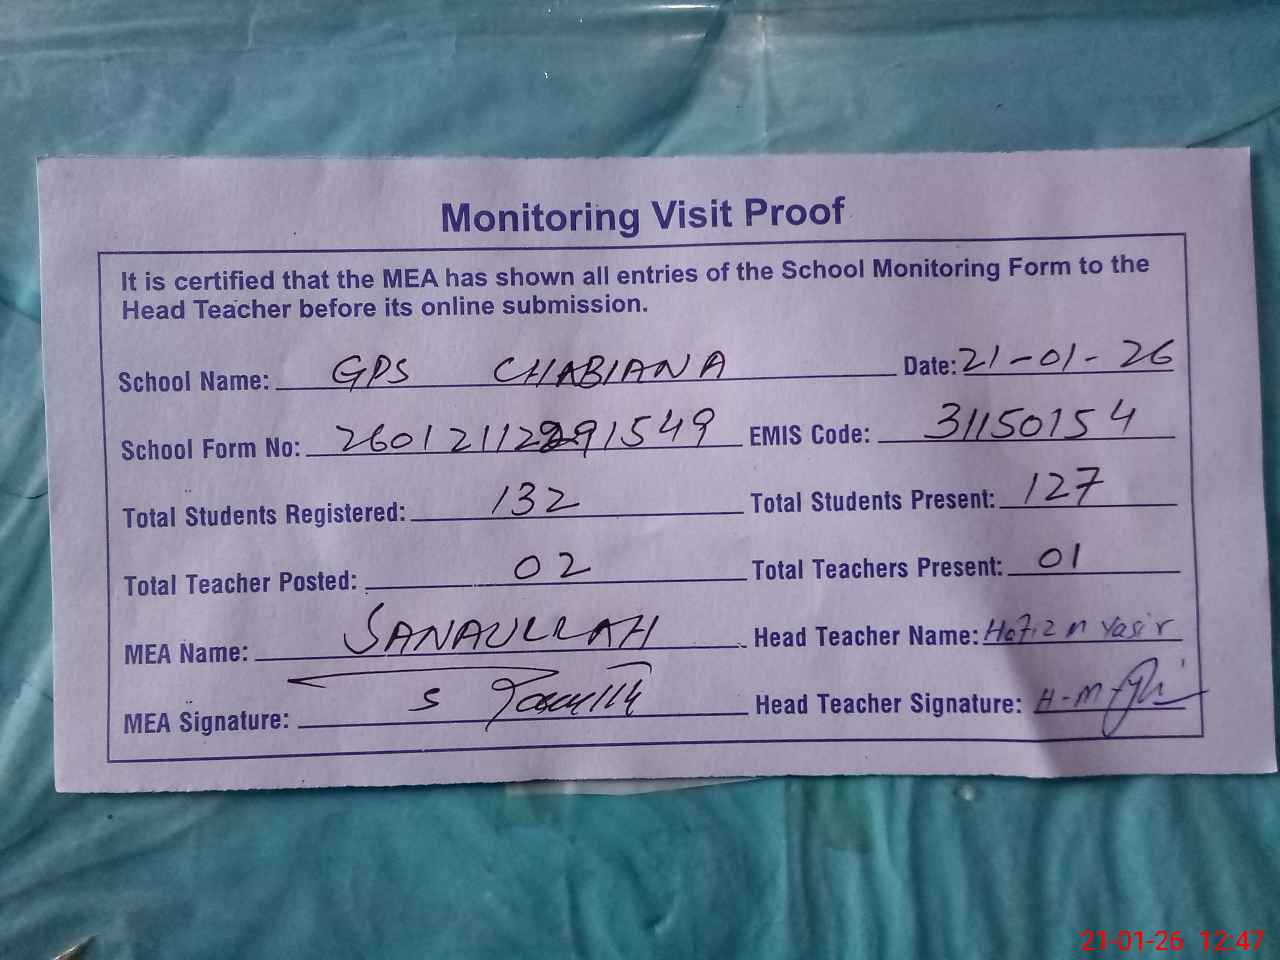 Monitoring Visit Proof
It is certified that the MEA has shown all entries of the School Monitoring Form to the
Head Teacher before its online submission.
School Name: GPS CHABIANA Date: 21-01-26
School Form No: EMIS Code: 31150154
Total Students Registered: 132 Total Students Present: 127
Total Teacher Posted: 02 Total Teachers Present: 01
MEA Name: SANAULLAH Head Teacher Name: Hafiz M Yasir
MEA Signature: S Head Teacher Signature: H-M
21-01-26 12:47